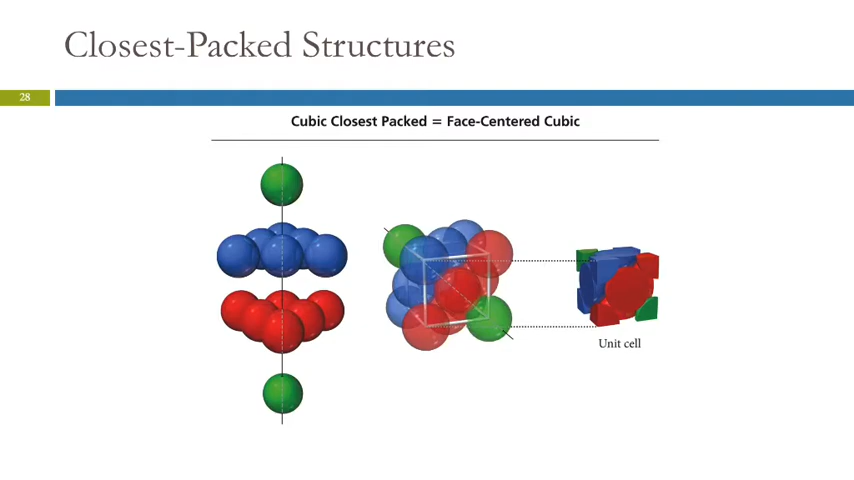 Closest-Packed Structures
28
Cubic Closest Packed = Face-Centered Cubic
Unit cell